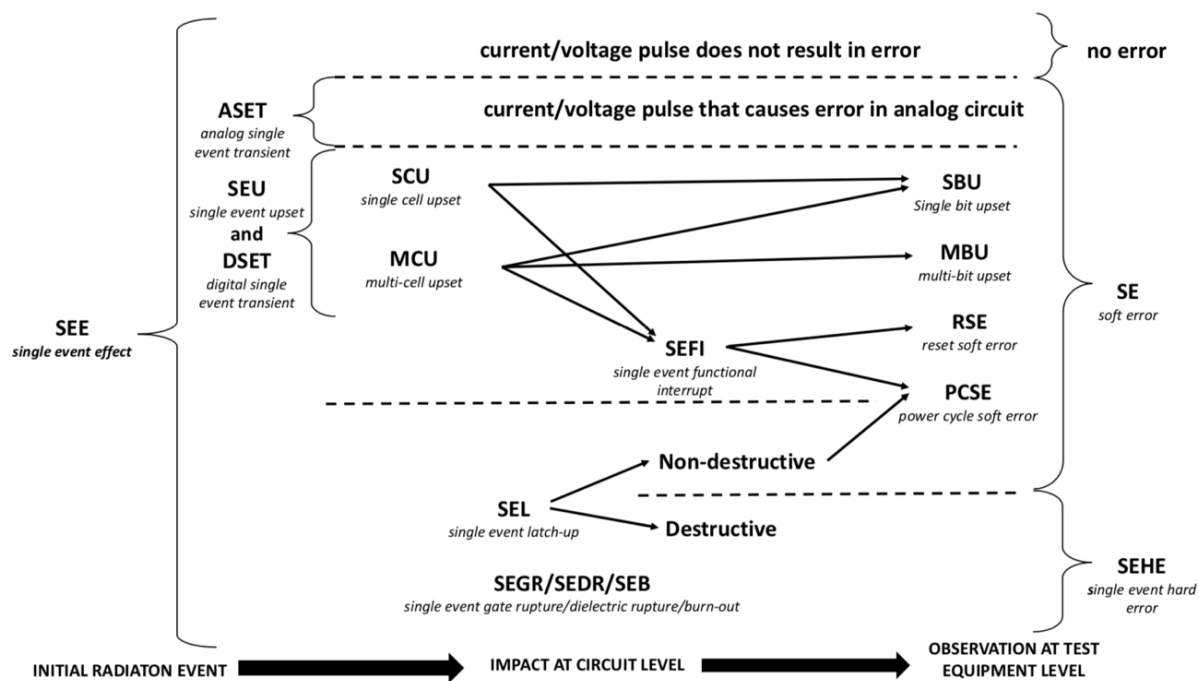 current/voltage pulse does not result in error
no error
ASET
analog single
event transient
current/voltage pulse that causes error in analog circuit
SEU
single event upset
and
DSET
digital single
event transient
SCU
single cell upset
SBU
Single bit upset
MCU
multi-cell upset
MBU
multi-bit upset
SEE
single event effect
SE
soft error
SEFI
single event functional
interrupt
RSE
reset soft error
PCSE
power cycle soft error
Non-destructive
SEL
single event latch-up
Destructive
SEGR/SEDR/SEB
single event gate rupture/dielectric rupture/burn-out
SEHE
single event hard
error
INITIAL RADIATON EVENT
IMPACT AT CIRCUIT LEVEL
OBSERVATION AT TEST
EQUIPMENT LEVEL